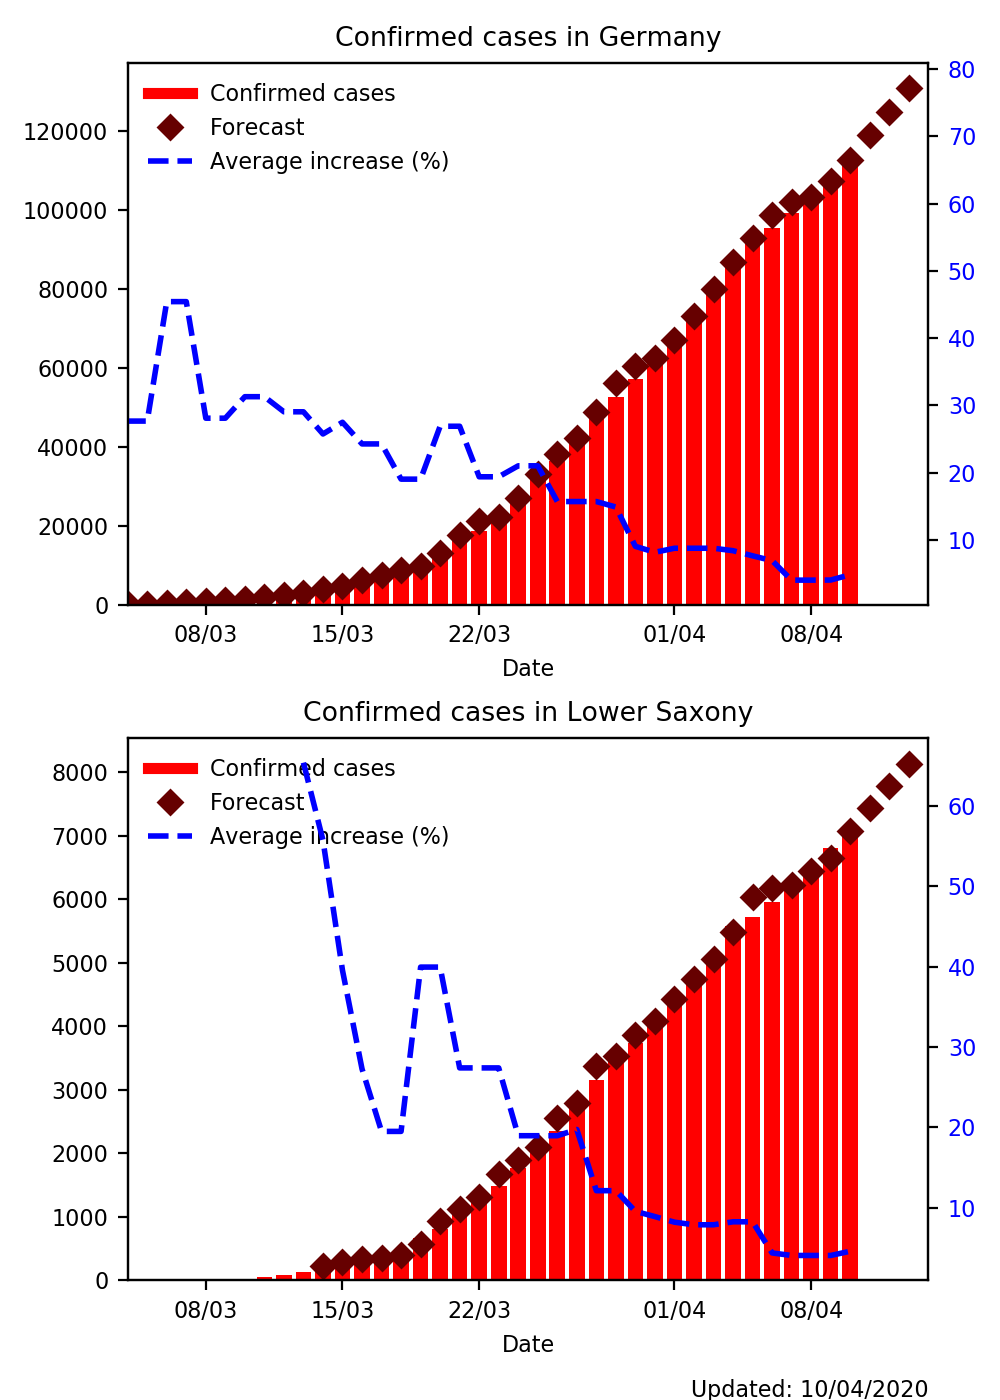 Confirmed cases in Germany
Confirmed cases
Forecast
Average increase (%)
120000
100000
80000
60000
40000
20000
0
80
70
60
50
40
30
20
10
08/03 15/03 22/03 01/04 08/04
Date
Confirmed cases in Lower Saxony
Confirmed cases
Forecast
Average increase (%)
8000
7000
6000
5000
4000
3000
2000
1000
0
60
50
40
30
20
10
08/03 15/03 22/03 01/04 08/04
Date
Updated: 10/04/2020